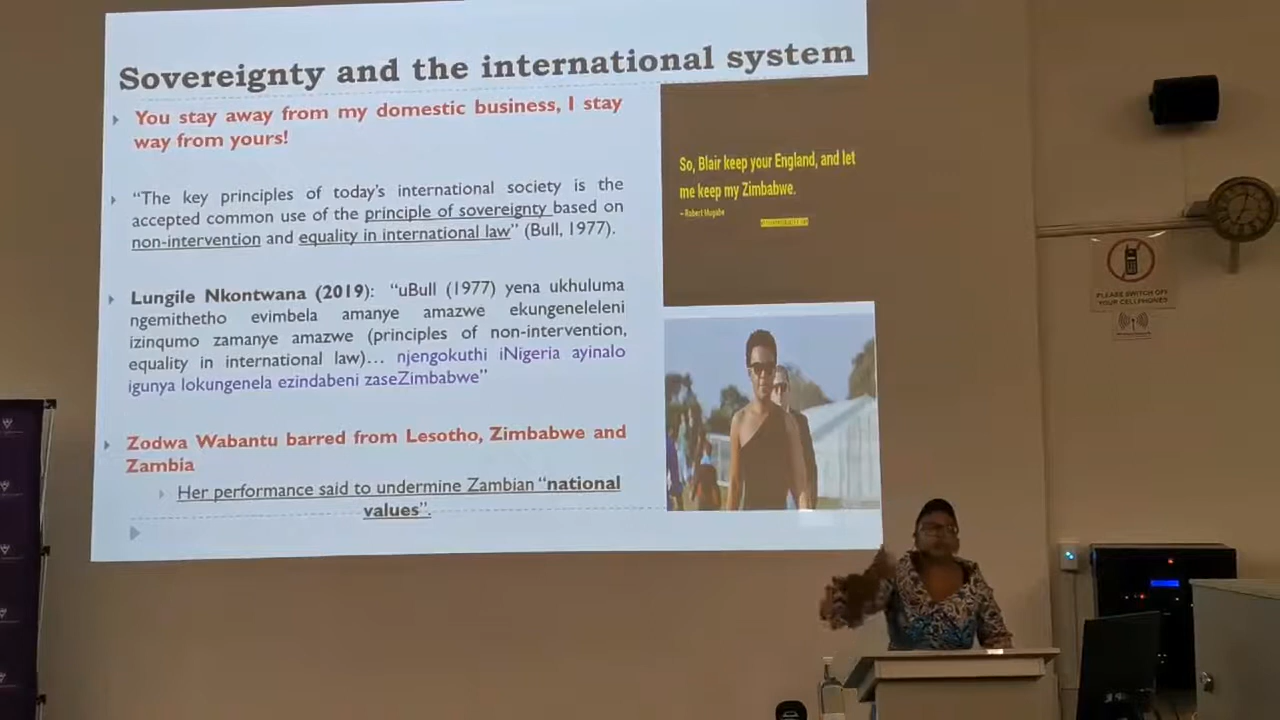 Sovereignty and the international system
You stay away from my domestic business, I stay
way from yours!
“The key principles of today’s international society is the
accepted common use of the principle of sovereignty based on
non-intervention and equality in international law” (Bull, 1977).
Lungile Nkontwana (2019): “uBull (1977) yena ukhuluma
ngemithetho evimbela amanye amazwe ekungeneleleni
izinqumo zamanye amazwe (principles of non-intervention,
equality in international law)… njengokuthi iNigeria ayinalo
igunya lokungenela ezindabeni zaseZimbabwe”
Zodwa Wabantu barred from Lesotho, Zimbabwe and
Zambia
Her performance said to undermine Zambian “national
values”.
So, Blair keep your England, and let
me keep my Zimbabwe.
~ Robert Mugabe
PLEASE SWITCH OFF
YOUR CELLPHONES